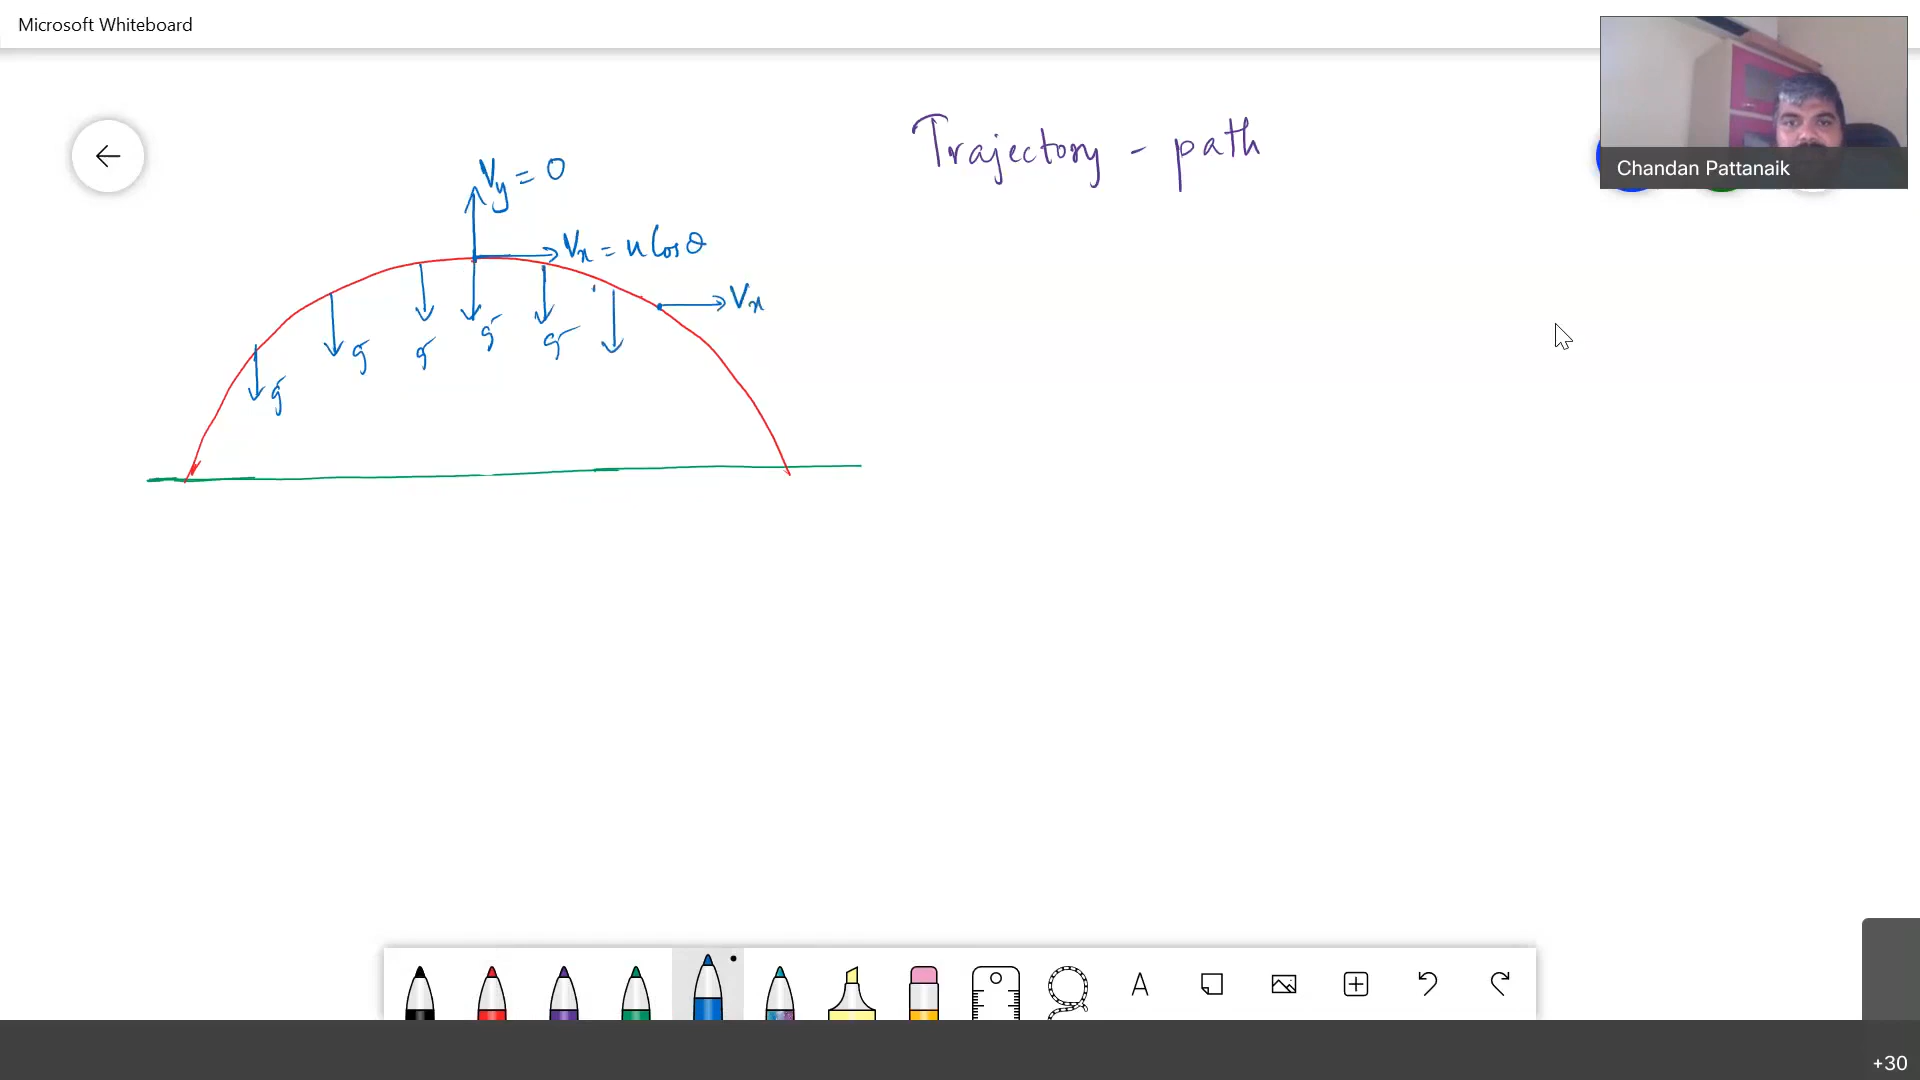 Microsoft Whiteboard
Chandan Pattanaik
Trajectory - path
Vy = 0
Vx = u Cos θ
Vx
g
g
g
g
g
A
+30